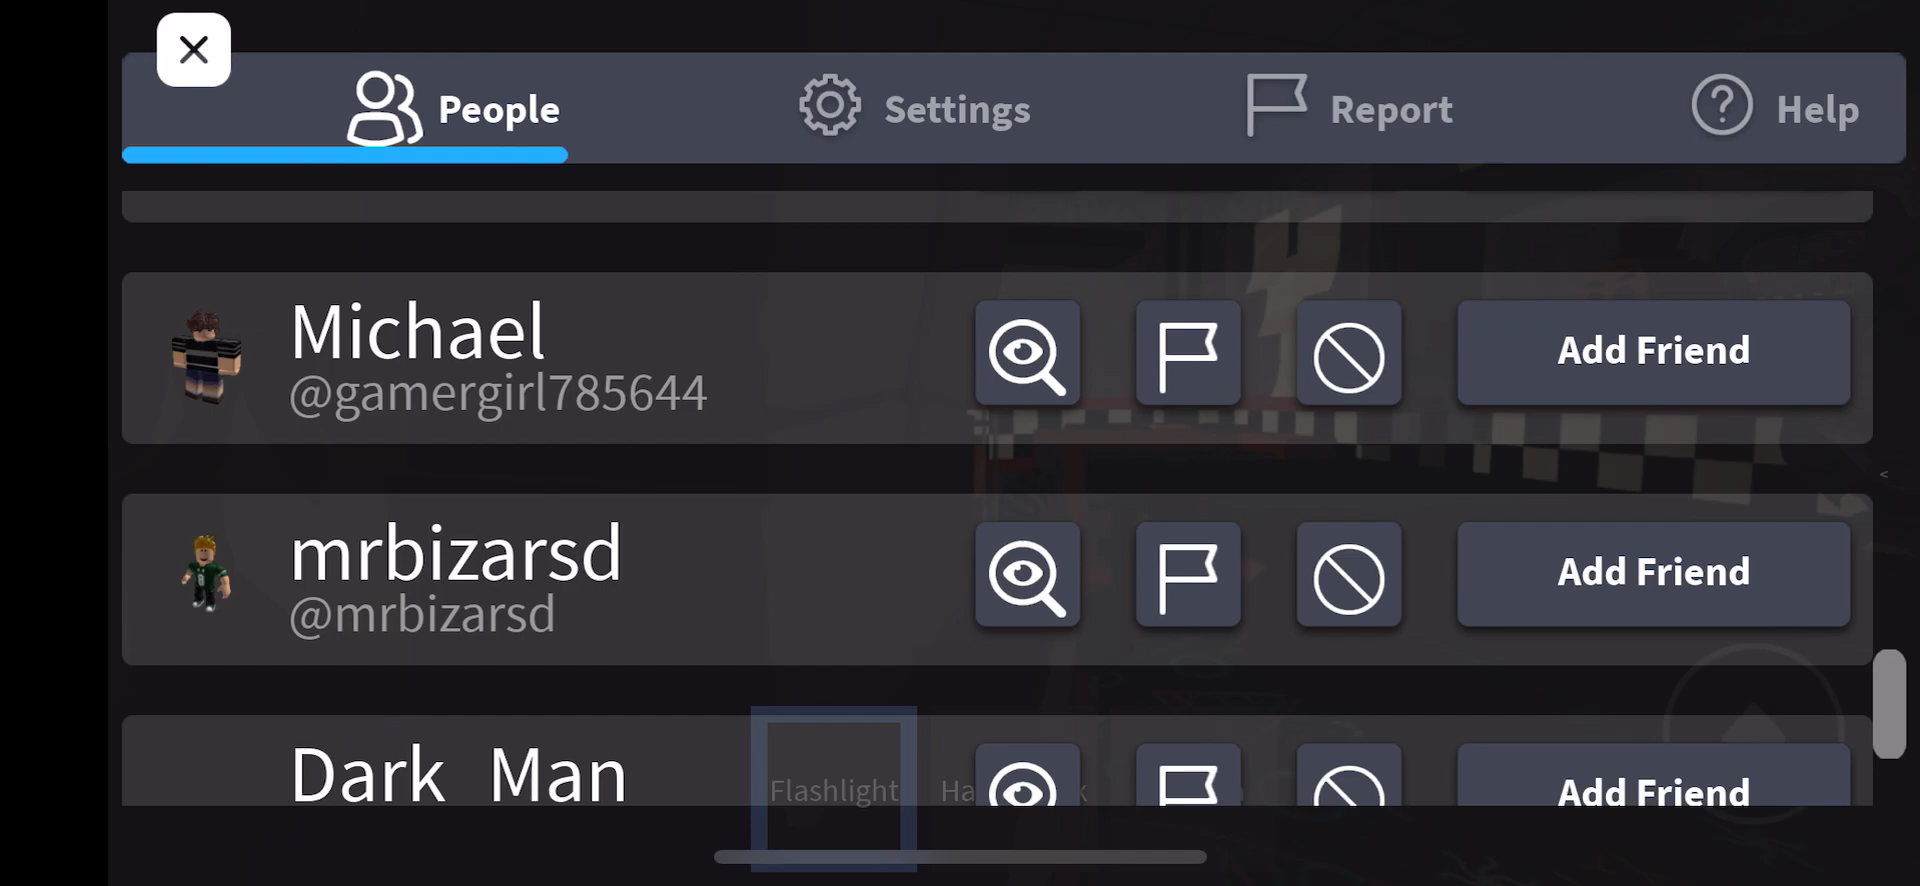 People
Settings
Report
Help
Michael
@gamergirl785644
Add Friend
mrbizarsd
@mrbizarsd
Add Friend
Dark Man
Flashlight
Add Friend